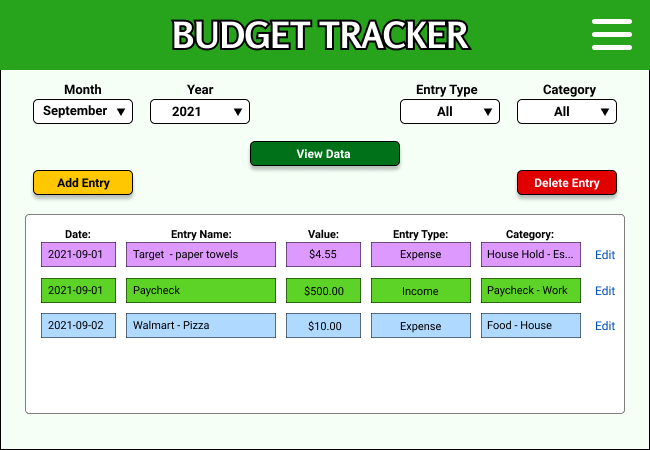 BUDGET TRACKER
Month Year Entry Type Category
September 2021 All All
View Data
Add Entry Delete Entry
Date: Entry Name: Value: Entry Type: Category:
2021-09-01 Target - paper towels $4.55 Expense House Hold - Es... Edit
2021-09-01 Paycheck $500.00 Income Paycheck - Work Edit
2021-09-02 Walmart - Pizza $10.00 Expense Food - House Edit